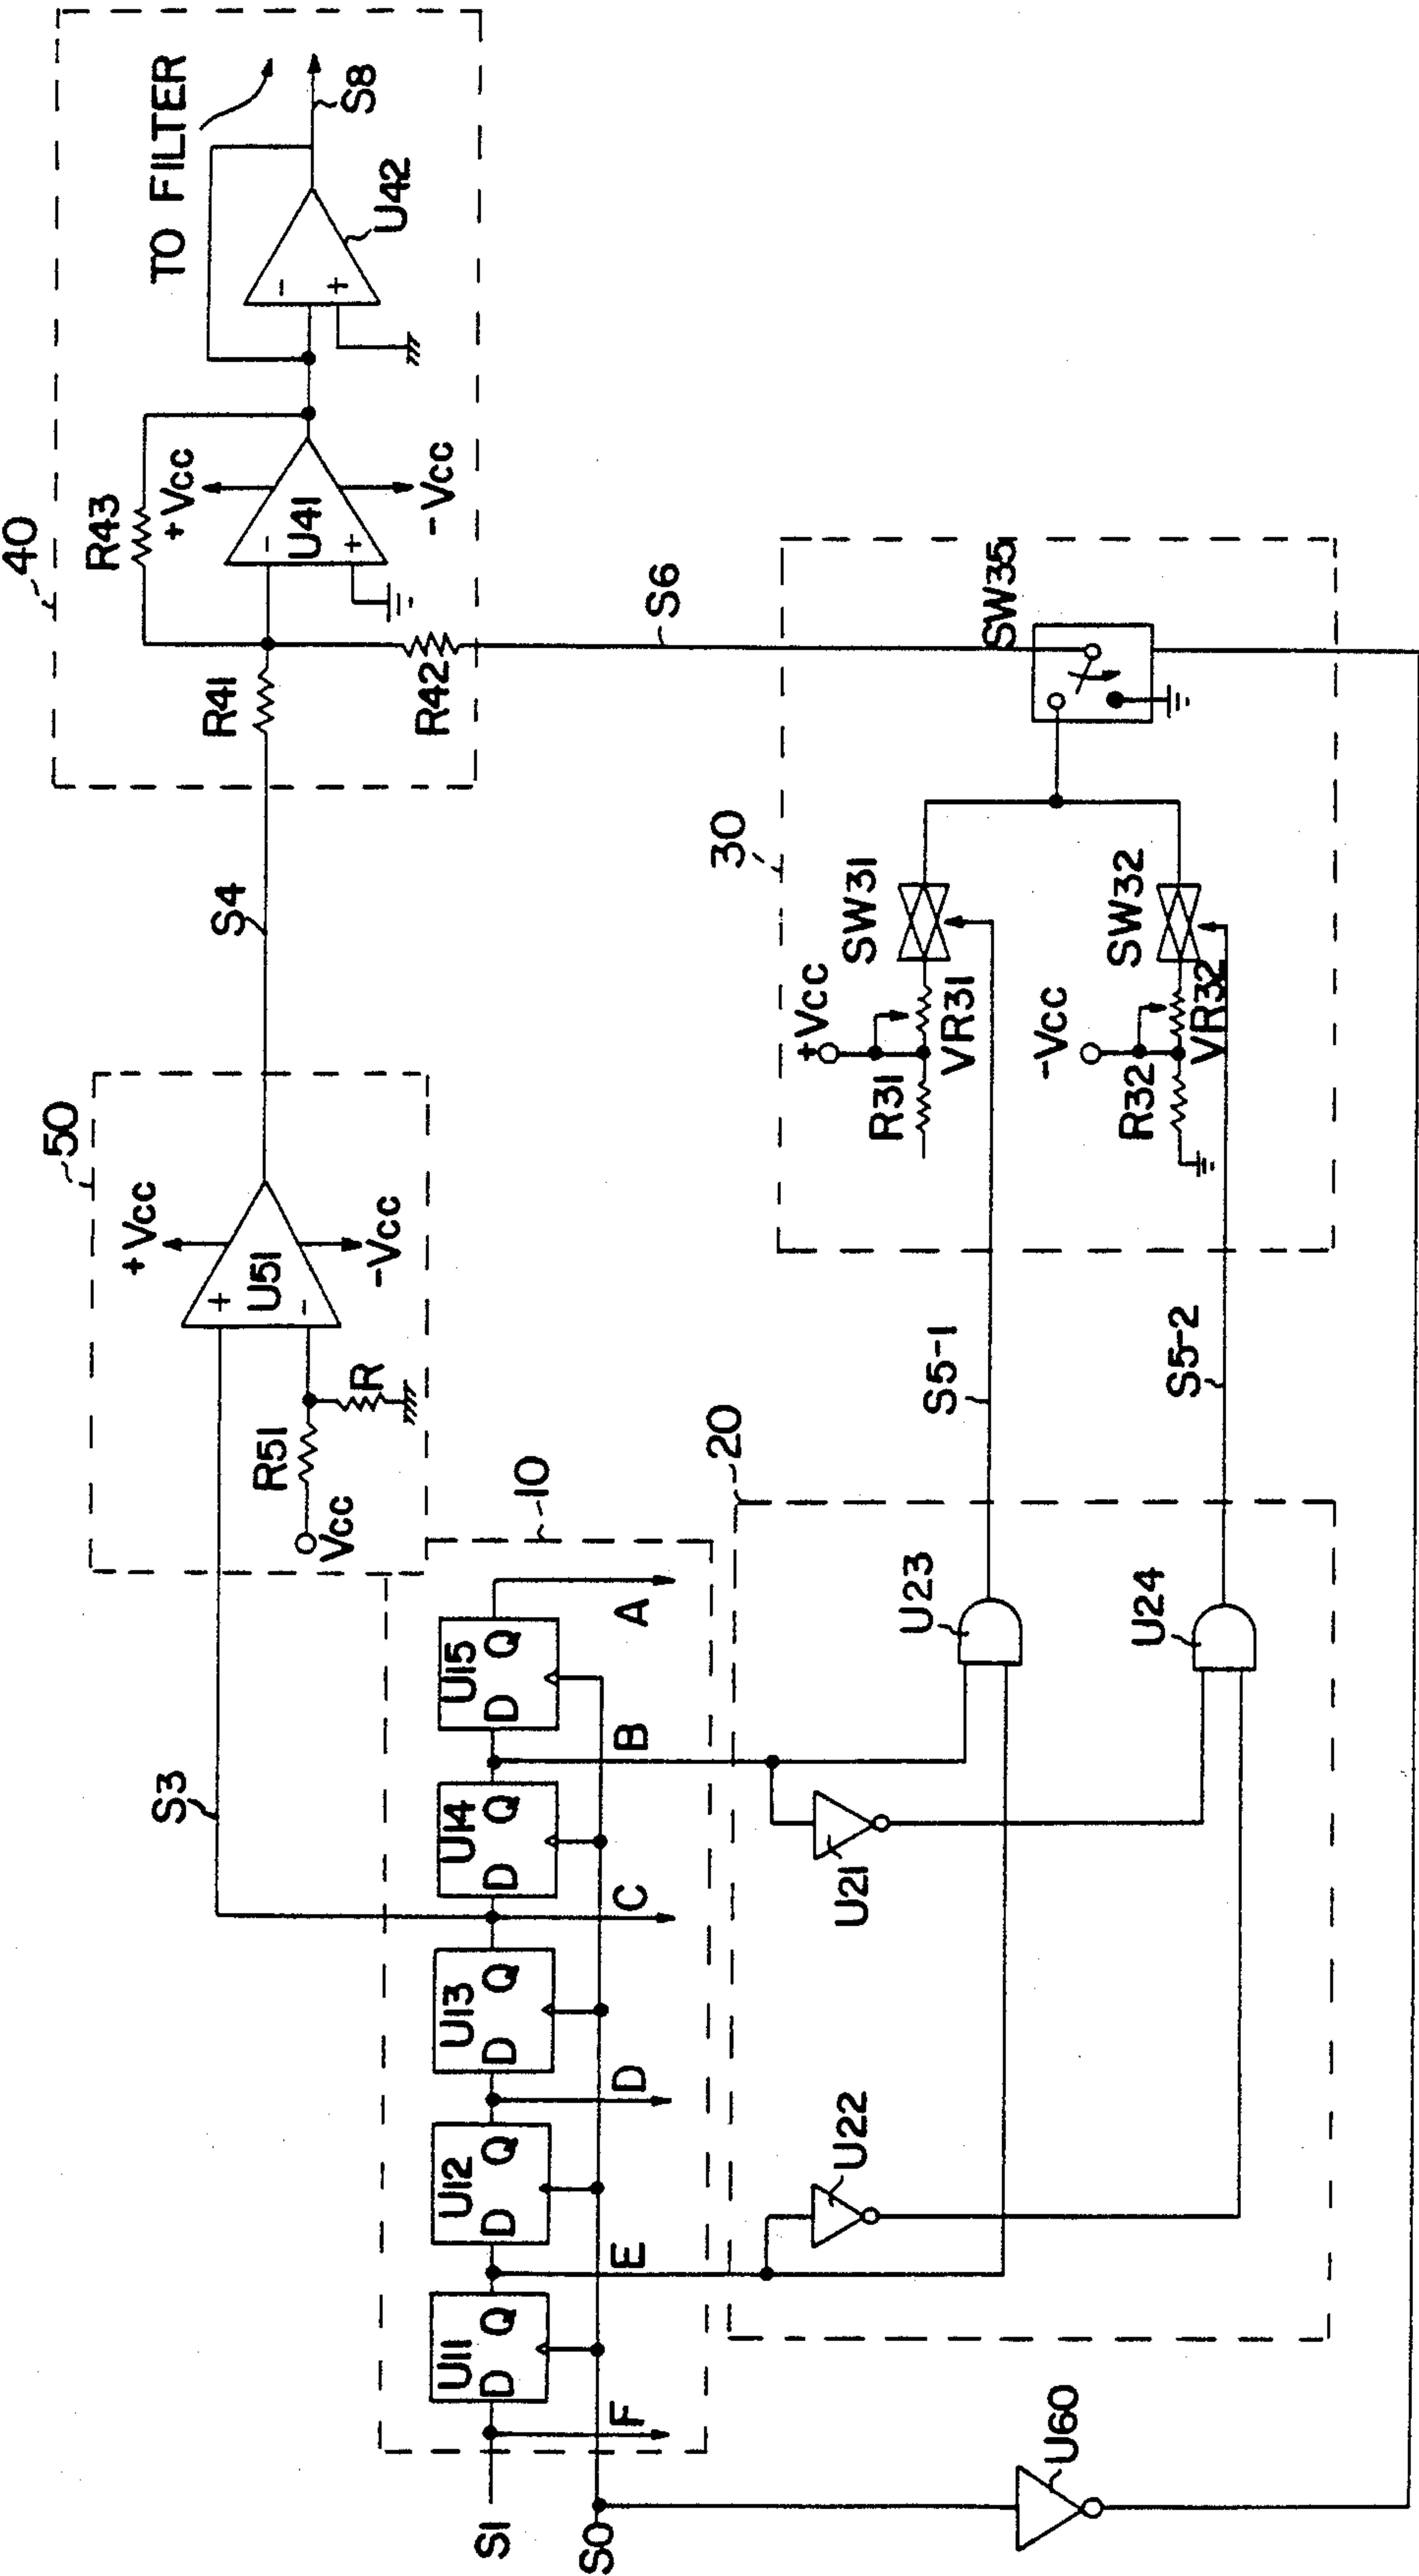 40
R43
+Vcc
-Vcc
U41
-
+
R41
R42
TO FILTER
U42
-
+
S8
S4
S6
50
+Vcc
-Vcc
U51
+
-
R51
R
Vcc
S3
10
U11
D
Q
U12
D
Q
U13
D
Q
U14
D
Q
U15
D
Q
F
E
D
C
B
A
S1
S0
20
U21
U22
U23
U24
S5-1
S5-2
30
+Vcc
R31
VR31
SW31
-Vcc
R32
VR32
SW32
SW35
U60